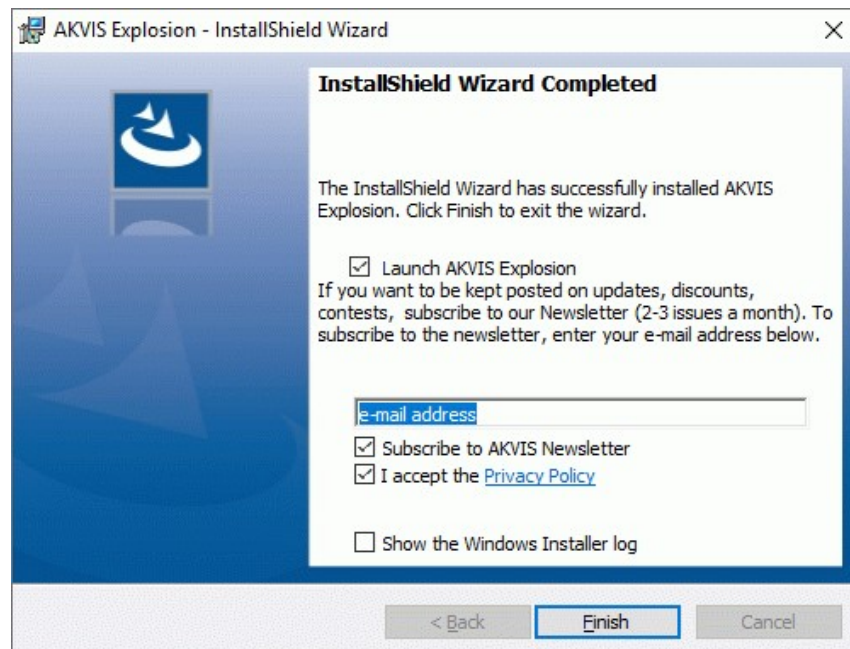 AKVIS Explosion - InstallShield Wizard
InstallShield Wizard Completed
The InstallShield Wizard has successfully installed AKVIS
Explosion. Click Finish to exit the wizard.
Launch AKVIS Explosion
If you want to be kept posted on updates, discounts,
contests,  subscribe to our Newsletter (2-3 issues a month). To
subscribe to the newsletter, enter your e-mail address below.
e-mail address
Subscribe to AKVIS Newsletter
I accept the Privacy Policy
Show the Windows Installer log
< Back Finish Cancel